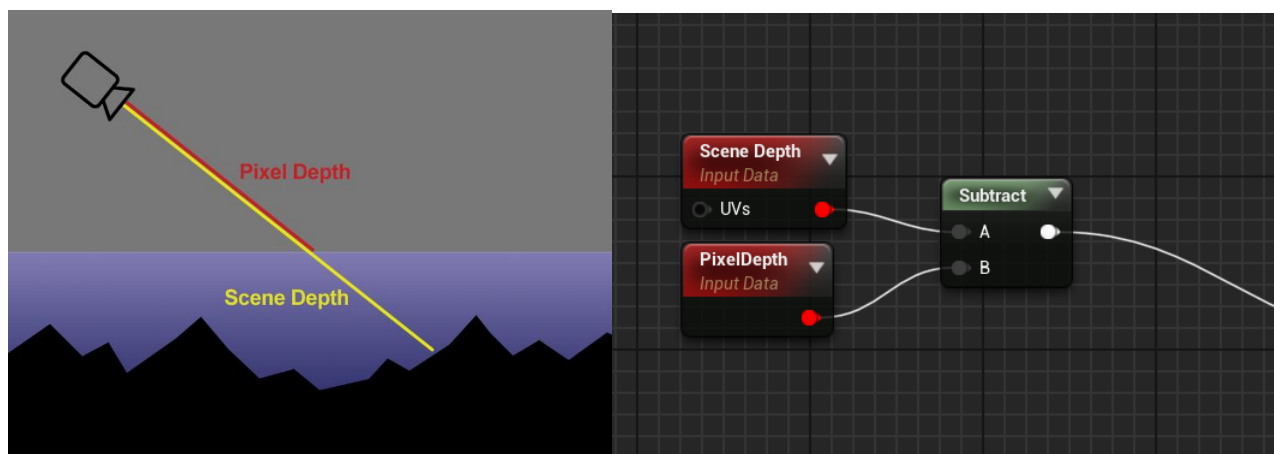 Pixel Depth
Scene Depth
Scene Depth
Input Data
UVs
PixelDepth
Input Data
Subtract
A
B